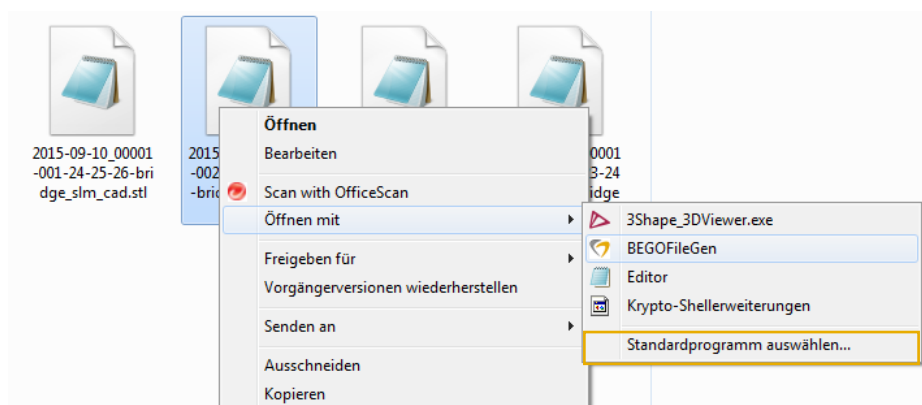 2015-09-10_00001
-001-24-25-26-bri
dge_slm_cad.stl
2015
-002
-brid
0001
3-24
idge
Öffnen
Bearbeiten
Scan with OfficeScan
Öffnen mit
Freigeben für
Vorgängerversionen wiederherstellen
Senden an
Ausschneiden
Kopieren
3Shape_3DViewer.exe
BEGOFileGen
Editor
Krypto-Shellerweiterungen
Standardprogramm auswählen...